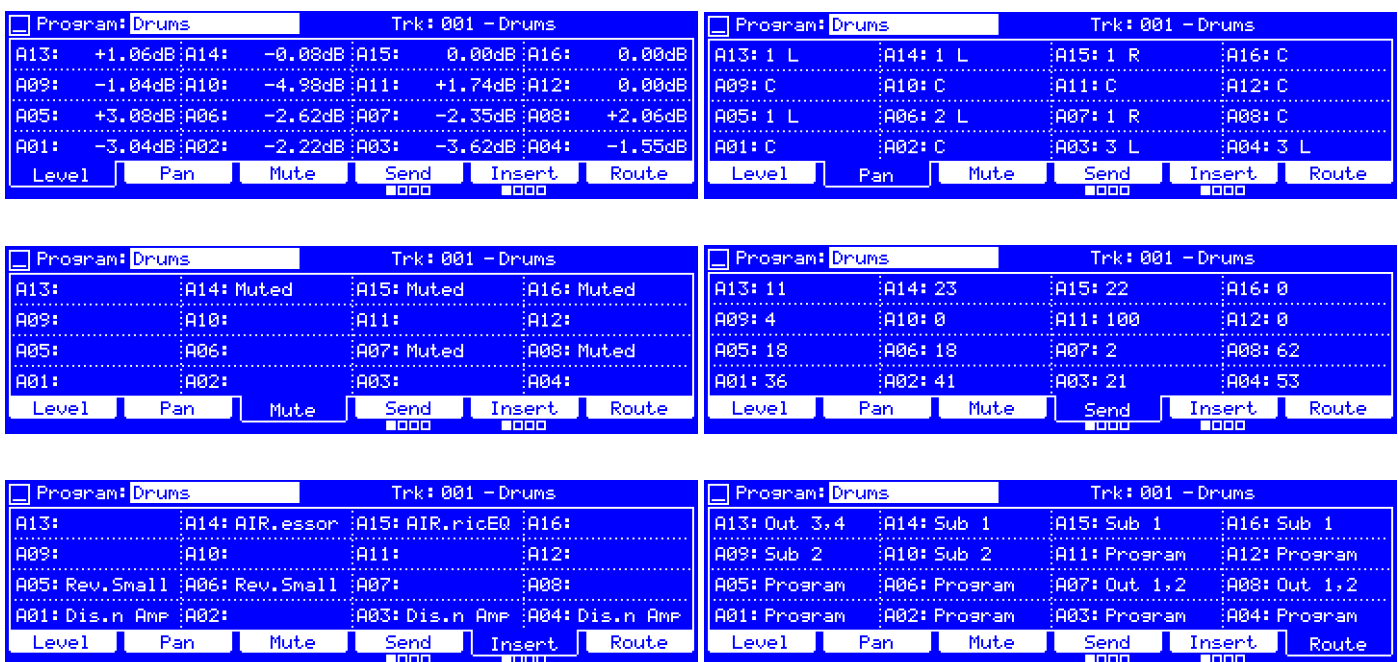 Program: Drums Trk: 001 - Drums
A13: +1.06dB A14: -0.08dB A15: 0.00dB A16: 0.00dB
A09: -1.04dB A10: -4.98dB A11: +1.74dB A12: 0.00dB
A05: +3.08dB A06: -2.62dB A07: -2.35dB A08: +2.06dB
A01: -3.04dB A02: -2.22dB A03: -3.62dB A04: -1.55dB
Level Pan Mute Send Insert Route
Program: Drums Trk: 001 - Drums
A13: 1 L A14: 1 L A15: 1 R A16: C
A09: C A10: C A11: C A12: C
A05: 1 L A06: 2 L A07: 1 R A08: C
A01: C A02: C A03: 3 L A04: 3 L
Level Pan Mute Send Insert Route
Program: Drums Trk: 001 - Drums
A13: A14: Muted A15: Muted A16: Muted
A09: A10: A11: A12:
A05: A06: A07: Muted A08: Muted
A01: A02: A03: A04:
Level Pan Mute Send Insert Route
Program: Drums Trk: 001 - Drums
A13: 11 A14: 23 A15: 22 A16: 0
A09: 4 A10: 0 A11: 100 A12: 0
A05: 18 A06: 18 A07: 2 A08: 62
A01: 36 A02: 41 A03: 21 A04: 53
Level Pan Mute Send Insert Route
Program: Drums Trk: 001 - Drums
A13: A14: AIR.essor A15: AIR.ricEQ A16:
A09: A10: A11: A12:
A05: Rev.Small A06: Rev.Small A07: A08:
A01: Dis.n Amp A02: A03: Dis.n Amp A04: Dis.n Amp
Level Pan Mute Send Insert Route
Program: Drums Trk: 001 - Drums
A13: Out 3,4 A14: Sub 1 A15: Sub 1 A16: Sub 1
A09: Sub 2 A10: Sub 2 A11: Program A12: Program
A05: Program A06: Program A07: Out 1,2 A08: Out 1,2
A01: Program A02: Program A03: Program A04: Program
Level Pan Mute Send Insert Route